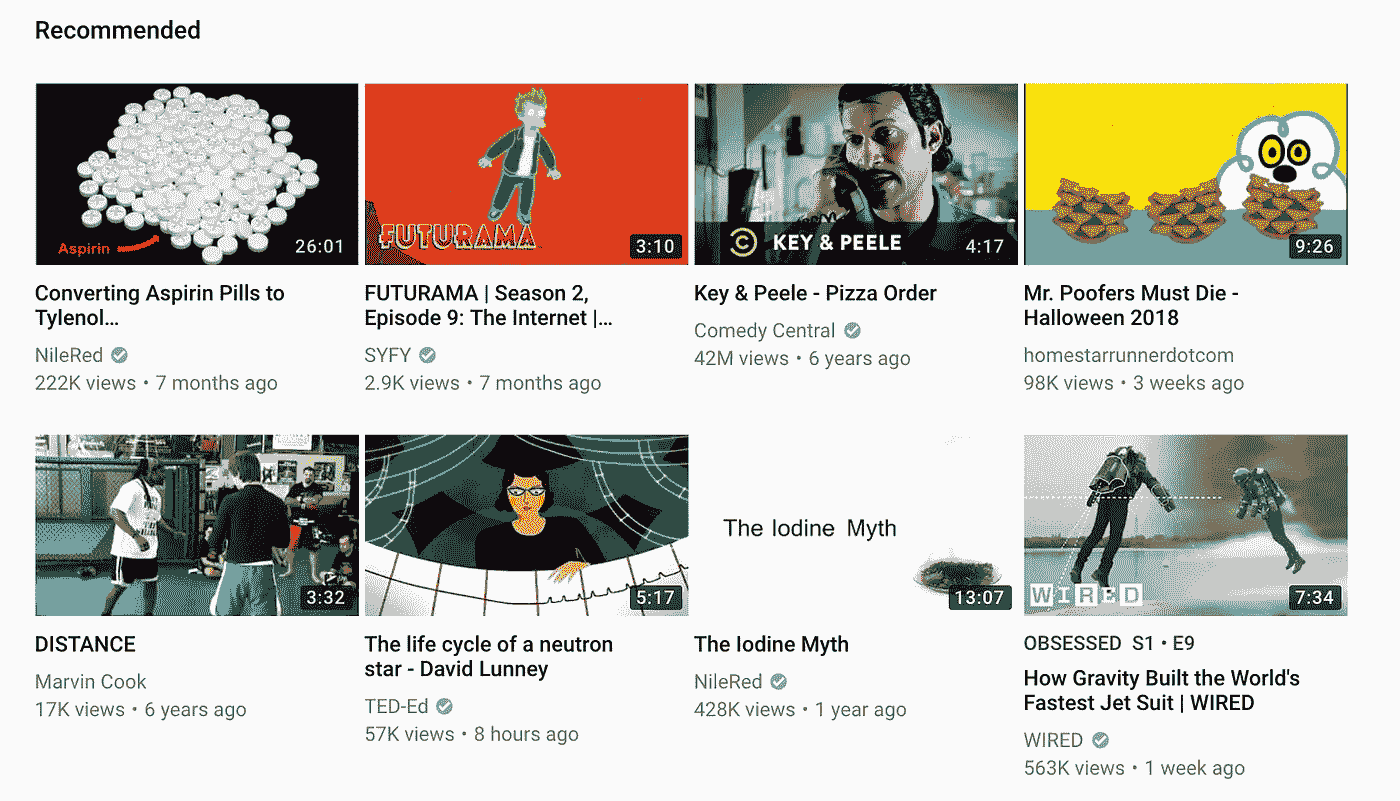 Recommended
Aspirin
26:01
FUTURAMA
3:10
KEY & PEELE
4:17
9:26
Converting Aspirin Pills to
Tylenol...
NileRed
222K views • 7 months ago
FUTURAMA | Season 2,
Episode 9: The Internet |...
SYFY
2.9K views • 7 months ago
Key & Peele - Pizza Order
Comedy Central
42M views • 6 years ago
Mr. Poofers Must Die -
Halloween 2018
homestarrunnerdotcom
98K views • 3 weeks ago
3:32
5:17
The Iodine Myth
13:07
WIRED
7:34
DISTANCE
Marvin Cook
17K views • 6 years ago
The life cycle of a neutron
star - David Lunney
TED-Ed
57K views • 8 hours ago
The Iodine Myth
NileRed
428K views • 1 year ago
OBSESSED S1 • E9
How Gravity Built the World's
Fastest Jet Suit | WIRED
WIRED
563K views • 1 week ago